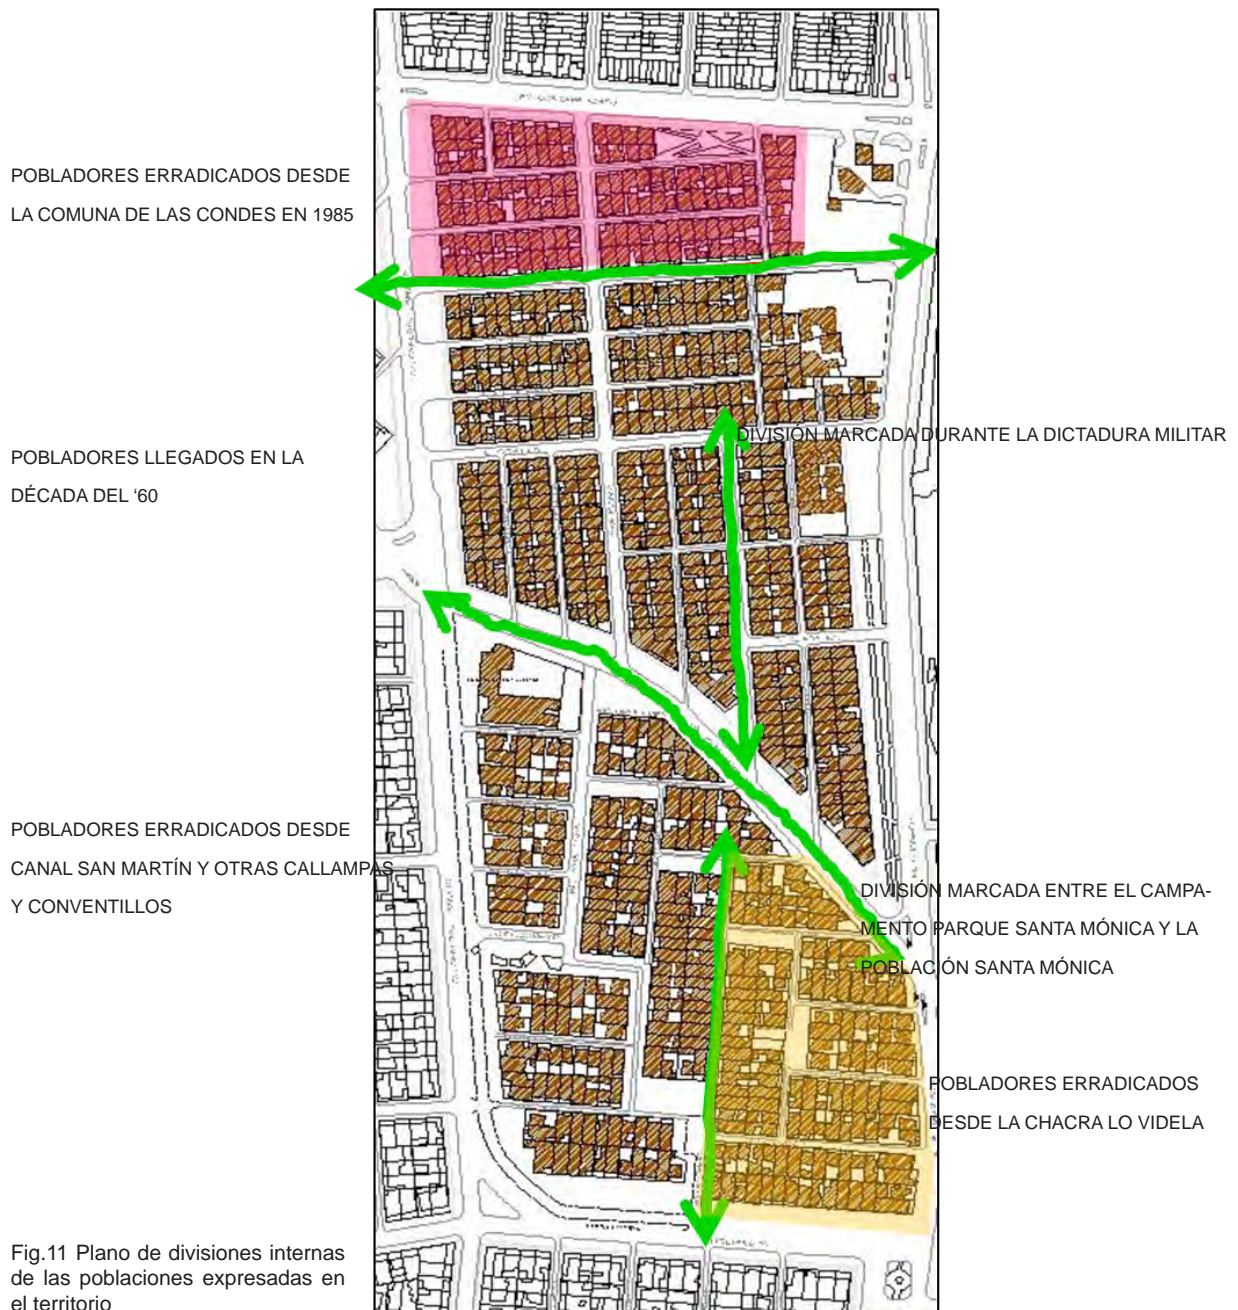 POBLADORES ERRADICADOS DESDE
LA COMUNA DE LAS CONDES EN 1985
DIVISIÓN MARCADA DURANTE LA DICTADURA MILITAR
POBLADORES LLEGADOS EN LA
DÉCADA DEL ‘60
POBLADORES ERRADICADOS DESDE
CANAL SAN MARTÍN Y OTRAS CALLAMPAS
Y CONVENTILLOS
DIVISIÓN MARCADA ENTRE EL CAMPA-
MENTO PARQUE SANTA MÓNICA Y LA
POBLACIÓN SANTA MÓNICA
POBLADORES ERRADICADOS
DESDE LA CHACRA LO VIDELA
Fig.11 Plano de divisiones internas
de las poblaciones expresadas en
el territorio